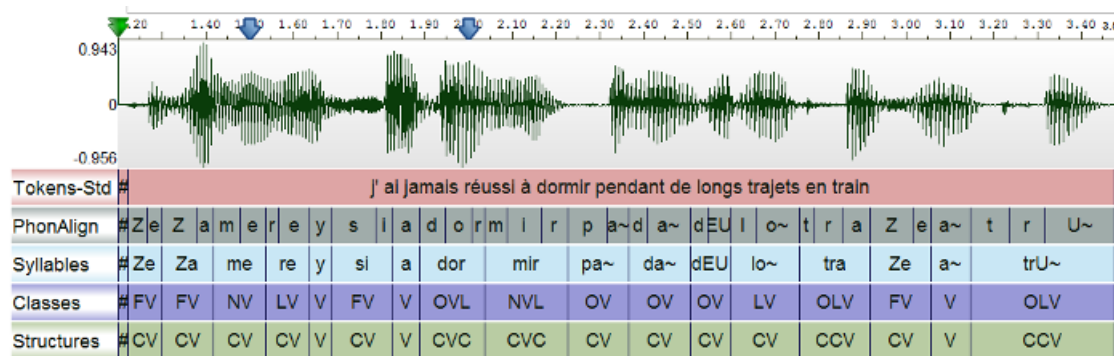 .20 1.40 1.50 1.60 1.70 1.80 1.90 2.00 2.10 2.20 2.30 2.40 2.50 2.60 2.70 2.80 2.90 3.00 3.10 3.20 3.30 3.40
0.943
0
-0.956
Tokens-Std # j' ai jamais réussi à dormir pendant de longs trajets en train
PhonAlign # Z e Z a m e r e y s i a d o r m i r p a~ d a~ d EU l o~ t r a Z e a~ t r U~
Syllables # Ze Za me re y si a dor mir pa~ da~ dEU lo~ tra Ze a~ trU~
Classes # FV FV NV LV V FV V OVL NVL OV OV OV LV OLV FV V OLV
Structures # CV CV CV CV V CV V CVC CVC CV CV CV CV CCV CV V CCV